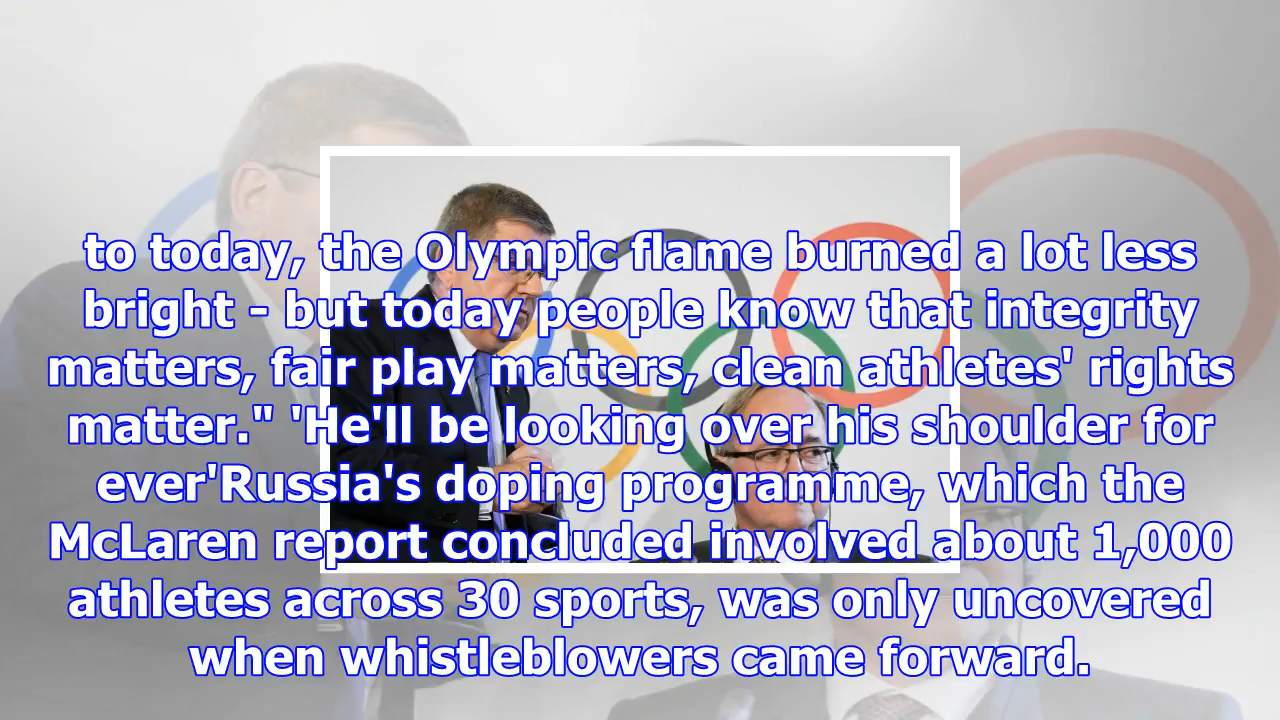 to today, the Olympic flame burned a lot less
bright - but today people know that integrity
matters, fair play matters, clean athletes' rights
matter." 'He'll be looking over his shoulder for
ever'Russia's doping programme, which the
McLaren report concluded involved about 1,000
athletes across 30 sports, was only uncovered
when whistleblowers came forward.